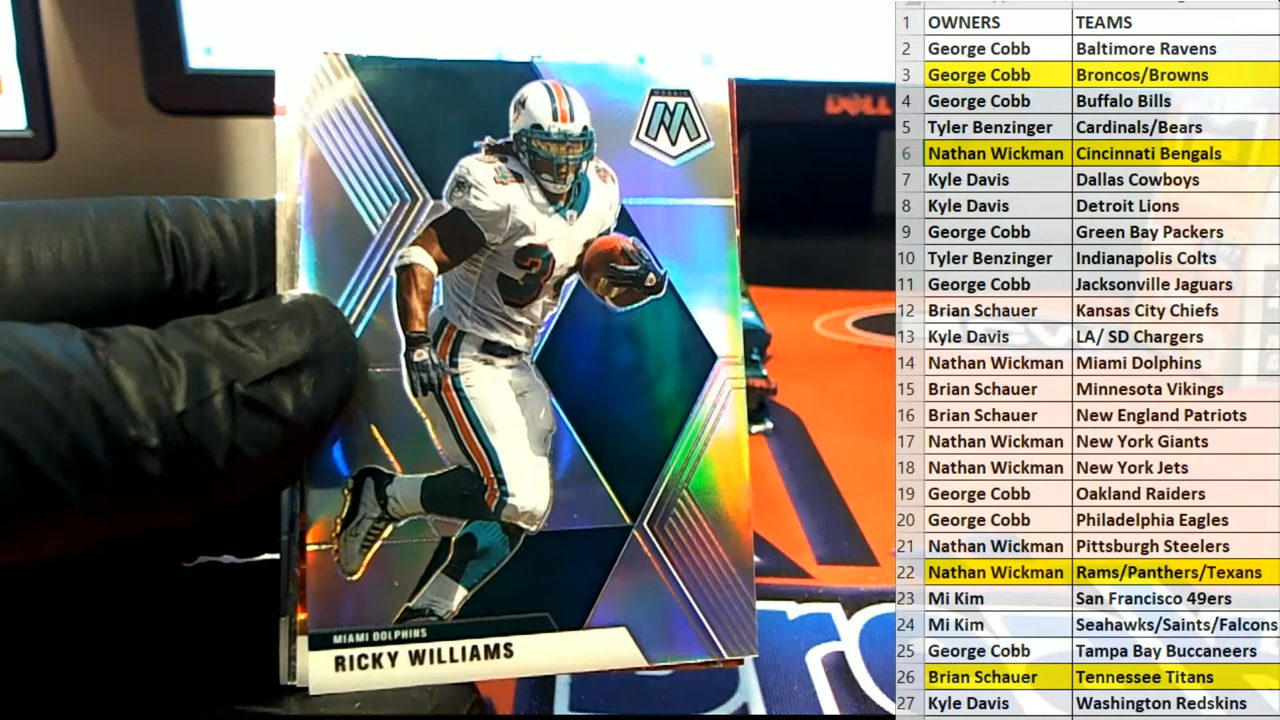 MOSAIC
DELL
MIAMI DOLPHINS
RICKY WILLIAMS
1 OWNERS TEAMS
2 George Cobb Baltimore Ravens
3 George Cobb Broncos/Browns
4 George Cobb Buffalo Bills
5 Tyler Benzinger Cardinals/Bears
6 Nathan Wickman Cincinnati Bengals
7 Kyle Davis Dallas Cowboys
8 Kyle Davis Detroit Lions
9 George Cobb Green Bay Packers
10 Tyler Benzinger Indianapolis Colts
11 George Cobb Jacksonville Jaguars
12 Brian Schauer Kansas City Chiefs
13 Kyle Davis LA/ SD Chargers
14 Nathan Wickman Miami Dolphins
15 Brian Schauer Minnesota Vikings
16 Brian Schauer New England Patriots
17 Nathan Wickman New York Giants
18 Nathan Wickman New York Jets
19 George Cobb Oakland Raiders
20 George Cobb Philadelphia Eagles
21 Nathan Wickman Pittsburgh Steelers
22 Nathan Wickman Rams/Panthers/Texans
23 Mi Kim San Francisco 49ers
24 Mi Kim Seahawks/Saints/Falcons
25 George Cobb Tampa Bay Buccaneers
26 Brian Schauer Tennessee Titans
27 Kyle Davis Washington Redskins